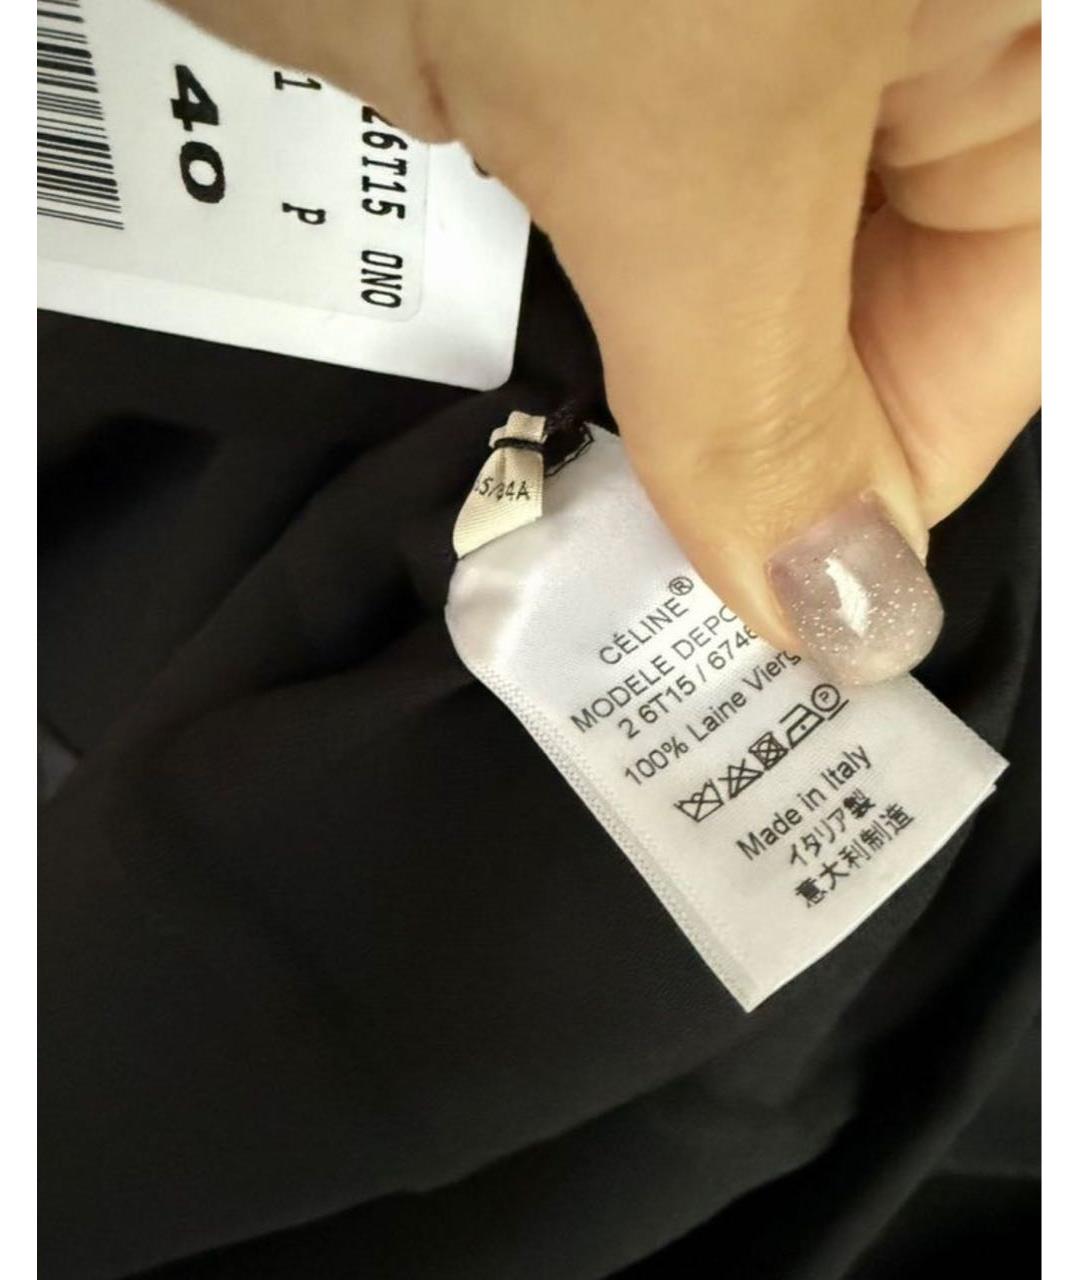 40
1 P
26T15 ONO
CÉLINE®
MODELE DEPO
2 6T15 / 6746
100% Laine Vierg
P
Made in Italy
イタリア製
意大利制造